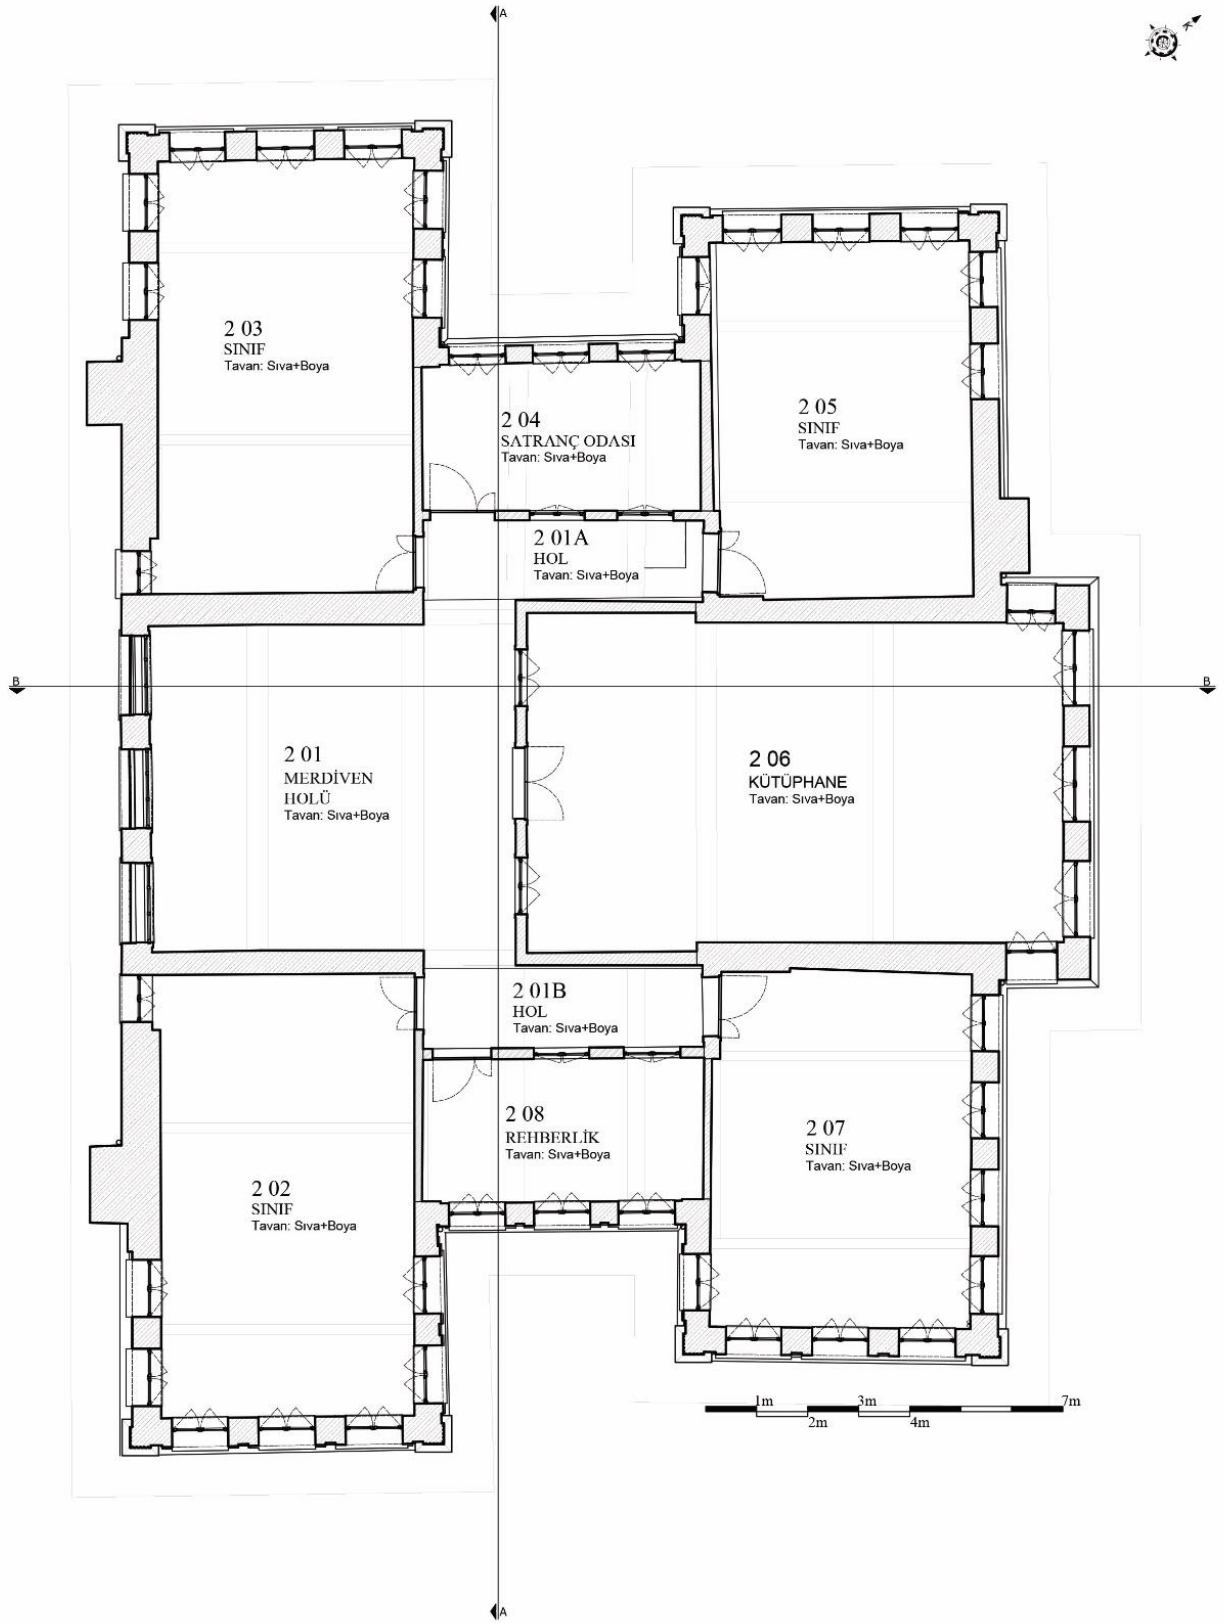 A
K
2 03
SINIF
Tavan: Sıva+Boya
2 04
SATRANÇ ODASI
Tavan: Sıva+Boya
2 05
SINIF
Tavan: Sıva+Boya
2 01A
HOL
Tavan: Sıva+Boya
B
B
2 01
MERDİVEN
HOLÜ
Tavan: Sıva+Boya
2 06
KÜTÜPHANE
Tavan: Sıva+Boya
2 01B
HOL
Tavan: Sıva+Boya
2 08
REHBERLİK
Tavan: Sıva+Boya
2 07
SINIF
Tavan: Sıva+Boya
2 02
SINIF
Tavan: Sıva+Boya
1m 3m 7m
2m 4m
A